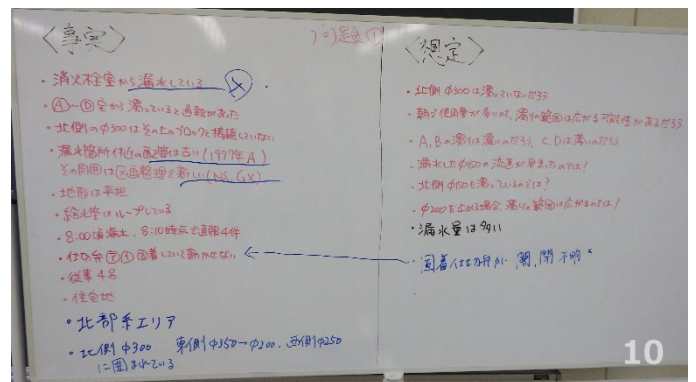 〈事実〉
・消火栓室から漏水している
・Ⓐ〜Ⓓ宅から濁っていると通報があった
・北側のφ300はその上のブロックと接続していない
・漏水箇所付近の配管は古い(1977年A)
その周囲は区画整理で新しい(NS,GX)
・地形は平坦
・給水管はループしている
・8:00頃漏水、8:10時点で通報4件
・仕切弁 固着していて動かせない
・従事4名
・住宅地
・北部系エリア
・北側φ300 東側φ350→φ200、西側φ250
に囲まれている
課題①
〈想定〉
・北側φ300は濁っていないだろう
・朝で使用量が多いので、濁りの範囲は広がる可能性があるだろう
・A,Bの濁りは濃いのだろう、C,Dは薄いのだろう
・漏水したφ150の流速が早まったのでは?
・北側φ150も濁っているのでは?
・φ200を止める場合、濁りの範囲は広がるのでは?
・漏水量は多い
・固着仕切弁が 開、閉 不明
10